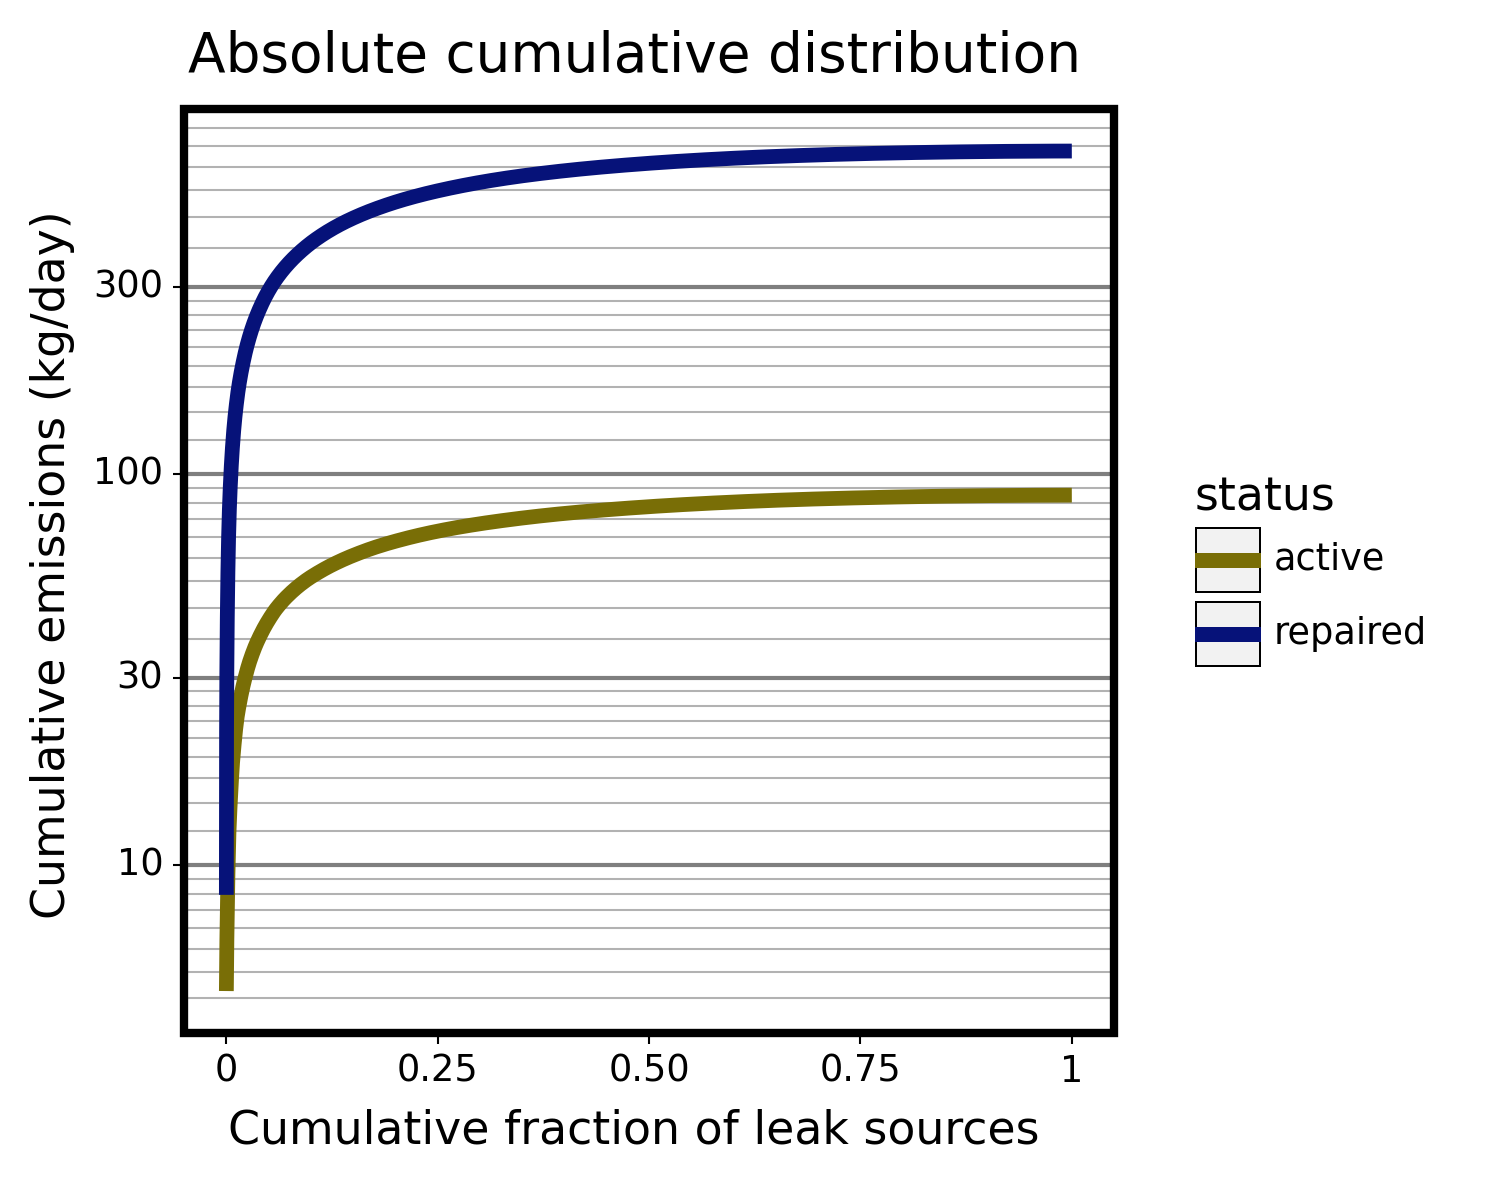 Absolute cumulative distribution
Cumulative emissions (kg/day)
300
100
30
10
0
0.25
0.50
0.75
1
Cumulative fraction of leak sources
status
active
repaired